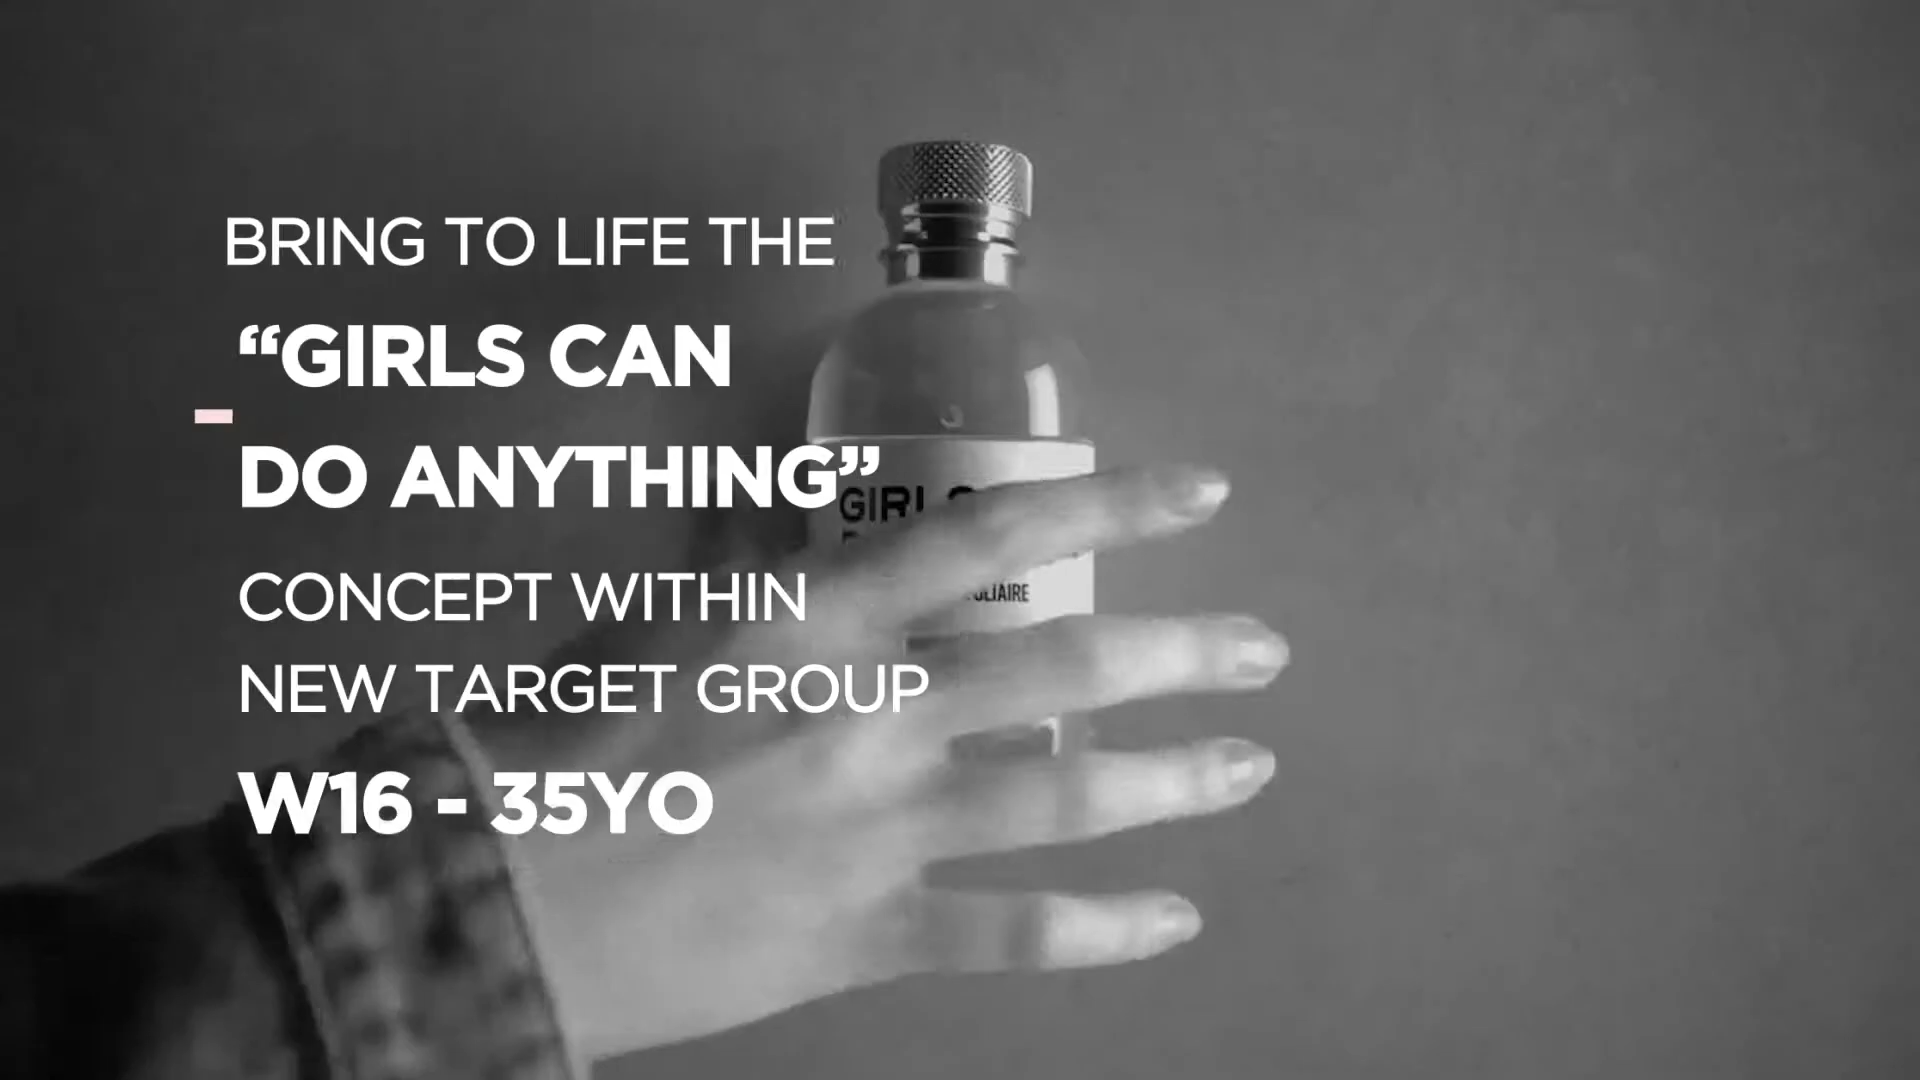 BRING TO LIFE THE
“GIRLS CAN
DO ANYTHING”
CONCEPT WITHIN
NEW TARGET GROUP
W16 - 35YO